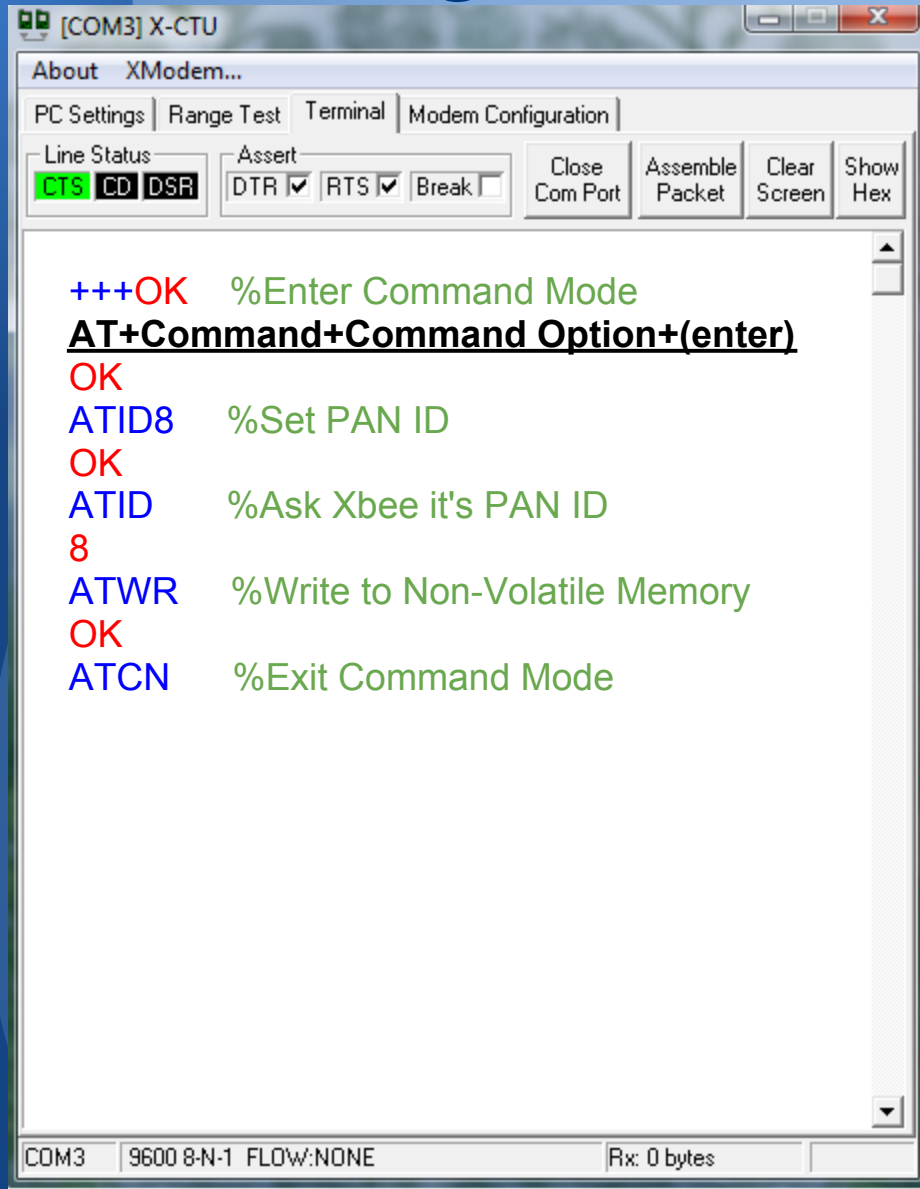 [COM3] X-CTU
About XModem...
PC Settings Range Test Terminal Modem Configuration
Line Status Assert
CTS CD DSR DTR RTS Break Close Com Port Assemble Packet Clear Screen Show Hex
+++OK %Enter Command Mode
AT+Command+Command Option+(enter)
OK
ATID8 %Set PAN ID
OK
ATID %Ask Xbee it's PAN ID
8
ATWR %Write to Non-Volatile Memory
OK
ATCN %Exit Command Mode
COM3 9600 8-N-1 FLOW:NONE Rx: 0 bytes